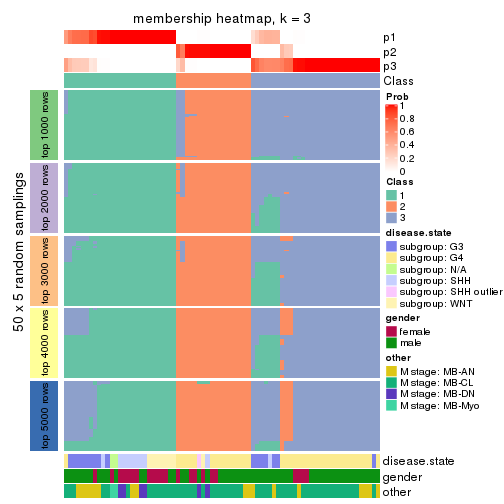 membership heatmap, k = 3
p1
p2
p3
Class
50 x 5 random samplings
top 1000 rows
top 2000 rows
top 3000 rows
top 4000 rows
top 5000 rows
Prob
1
0.8
0.6
0.4
0.2
0
Class
1
2
3
disease.state
subgroup: G3
subgroup: G4
subgroup: N/A
subgroup: SHH
subgroup: SHH outlier
subgroup: WNT
gender
female
male
other
M stage: MB-AN
M stage: MB-CL
M stage: MB-DN
M stage: MB-Myo
disease.state
gender
other